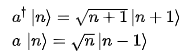 a† |n⟩ = √(n + 1) |n + 1⟩
a |n⟩ = √n |n − 1⟩